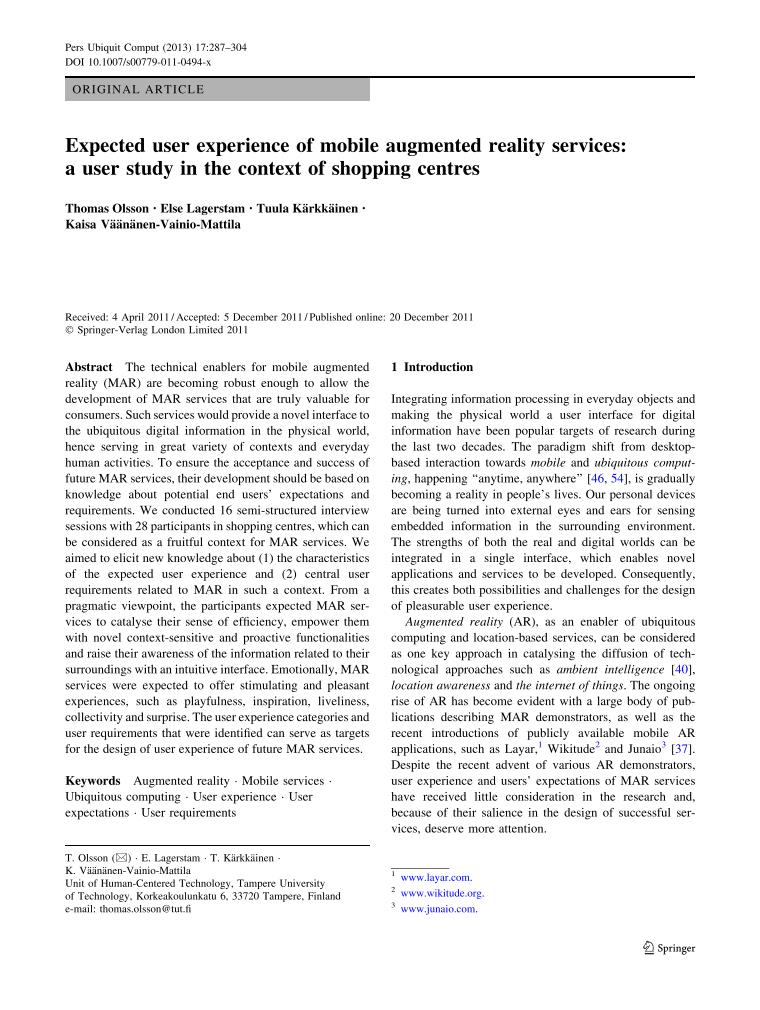 Pers Ubiquit Comput (2013) 17:287–304
DOI 10.1007/s00779-011-0494-x
ORIGINAL ARTICLE
Expected user experience of mobile augmented reality services:
a user study in the context of shopping centres
Thomas Olsson · Else Lagerstam · Tuula Kärkkäinen ·
Kaisa Väänänen-Vainio-Mattila
Received: 4 April 2011 / Accepted: 5 December 2011 / Published online: 20 December 2011
© Springer-Verlag London Limited 2011
Abstract The technical enablers for mobile augmented
reality (MAR) are becoming robust enough to allow the
development of MAR services that are truly valuable for
consumers. Such services would provide a novel interface to
the ubiquitous digital information in the physical world,
hence serving in great variety of contexts and everyday
human activities. To ensure the acceptance and success of
future MAR services, their development should be based on
knowledge about potential end users’ expectations and
requirements. We conducted 16 semi-structured interview
sessions with 28 participants in shopping centres, which can
be considered as a fruitful context for MAR services. We
aimed to elicit new knowledge about (1) the characteristics
of the expected user experience and (2) central user
requirements related to MAR in such a context. From a
pragmatic viewpoint, the participants expected MAR ser-
vices to catalyse their sense of efficiency, empower them
with novel context-sensitive and proactive functionalities
and raise their awareness of the information related to their
surroundings with an intuitive interface. Emotionally, MAR
services were expected to offer stimulating and pleasant
experiences, such as playfulness, inspiration, liveliness,
collectivity and surprise. The user experience categories and
user requirements that were identified can serve as targets
for the design of user experience of future MAR services.
Keywords Augmented reality · Mobile services ·
Ubiquitous computing · User experience · User
expectations · User requirements
T. Olsson (✉) · E. Lagerstam · T. Kärkkäinen ·
K. Väänänen-Vainio-Mattila
Unit of Human-Centered Technology, Tampere University
of Technology, Korkeakoulunkatu 6, 33720 Tampere, Finland
e-mail: thomas.olsson@tut.fi
1 Introduction
Integrating information processing in everyday objects and
making the physical world a user interface for digital
information have been popular targets of research during
the last two decades. The paradigm shift from desktop-
based interaction towards mobile and ubiquitous comput-
ing, happening “anytime, anywhere” [46, 54], is gradually
becoming a reality in people’s lives. Our personal devices
are being turned into external eyes and ears for sensing
embedded information in the surrounding environment.
The strengths of both the real and digital worlds can be
integrated in a single interface, which enables novel
applications and services to be developed. Consequently,
this creates both possibilities and challenges for the design
of pleasurable user experience.
Augmented reality (AR), as an enabler of ubiquitous
computing and location-based services, can be considered
as one key approach in catalysing the diffusion of tech-
nological approaches such as ambient intelligence [40],
location awareness and the internet of things. The ongoing
rise of AR has become evident with a large body of pub-
lications describing MAR demonstrators, as well as the
recent introductions of publicly available mobile AR
applications, such as Layar,1 Wikitude2 and Junaio3 [37].
Despite the recent advent of various AR demonstrators,
user experience and users’ expectations of MAR services
have received little consideration in the research and,
because of their salience in the design of successful ser-
vices, deserve more attention.
1 www.layar.com.
2 www.wikitude.org.
3 www.junaio.com.
Springer